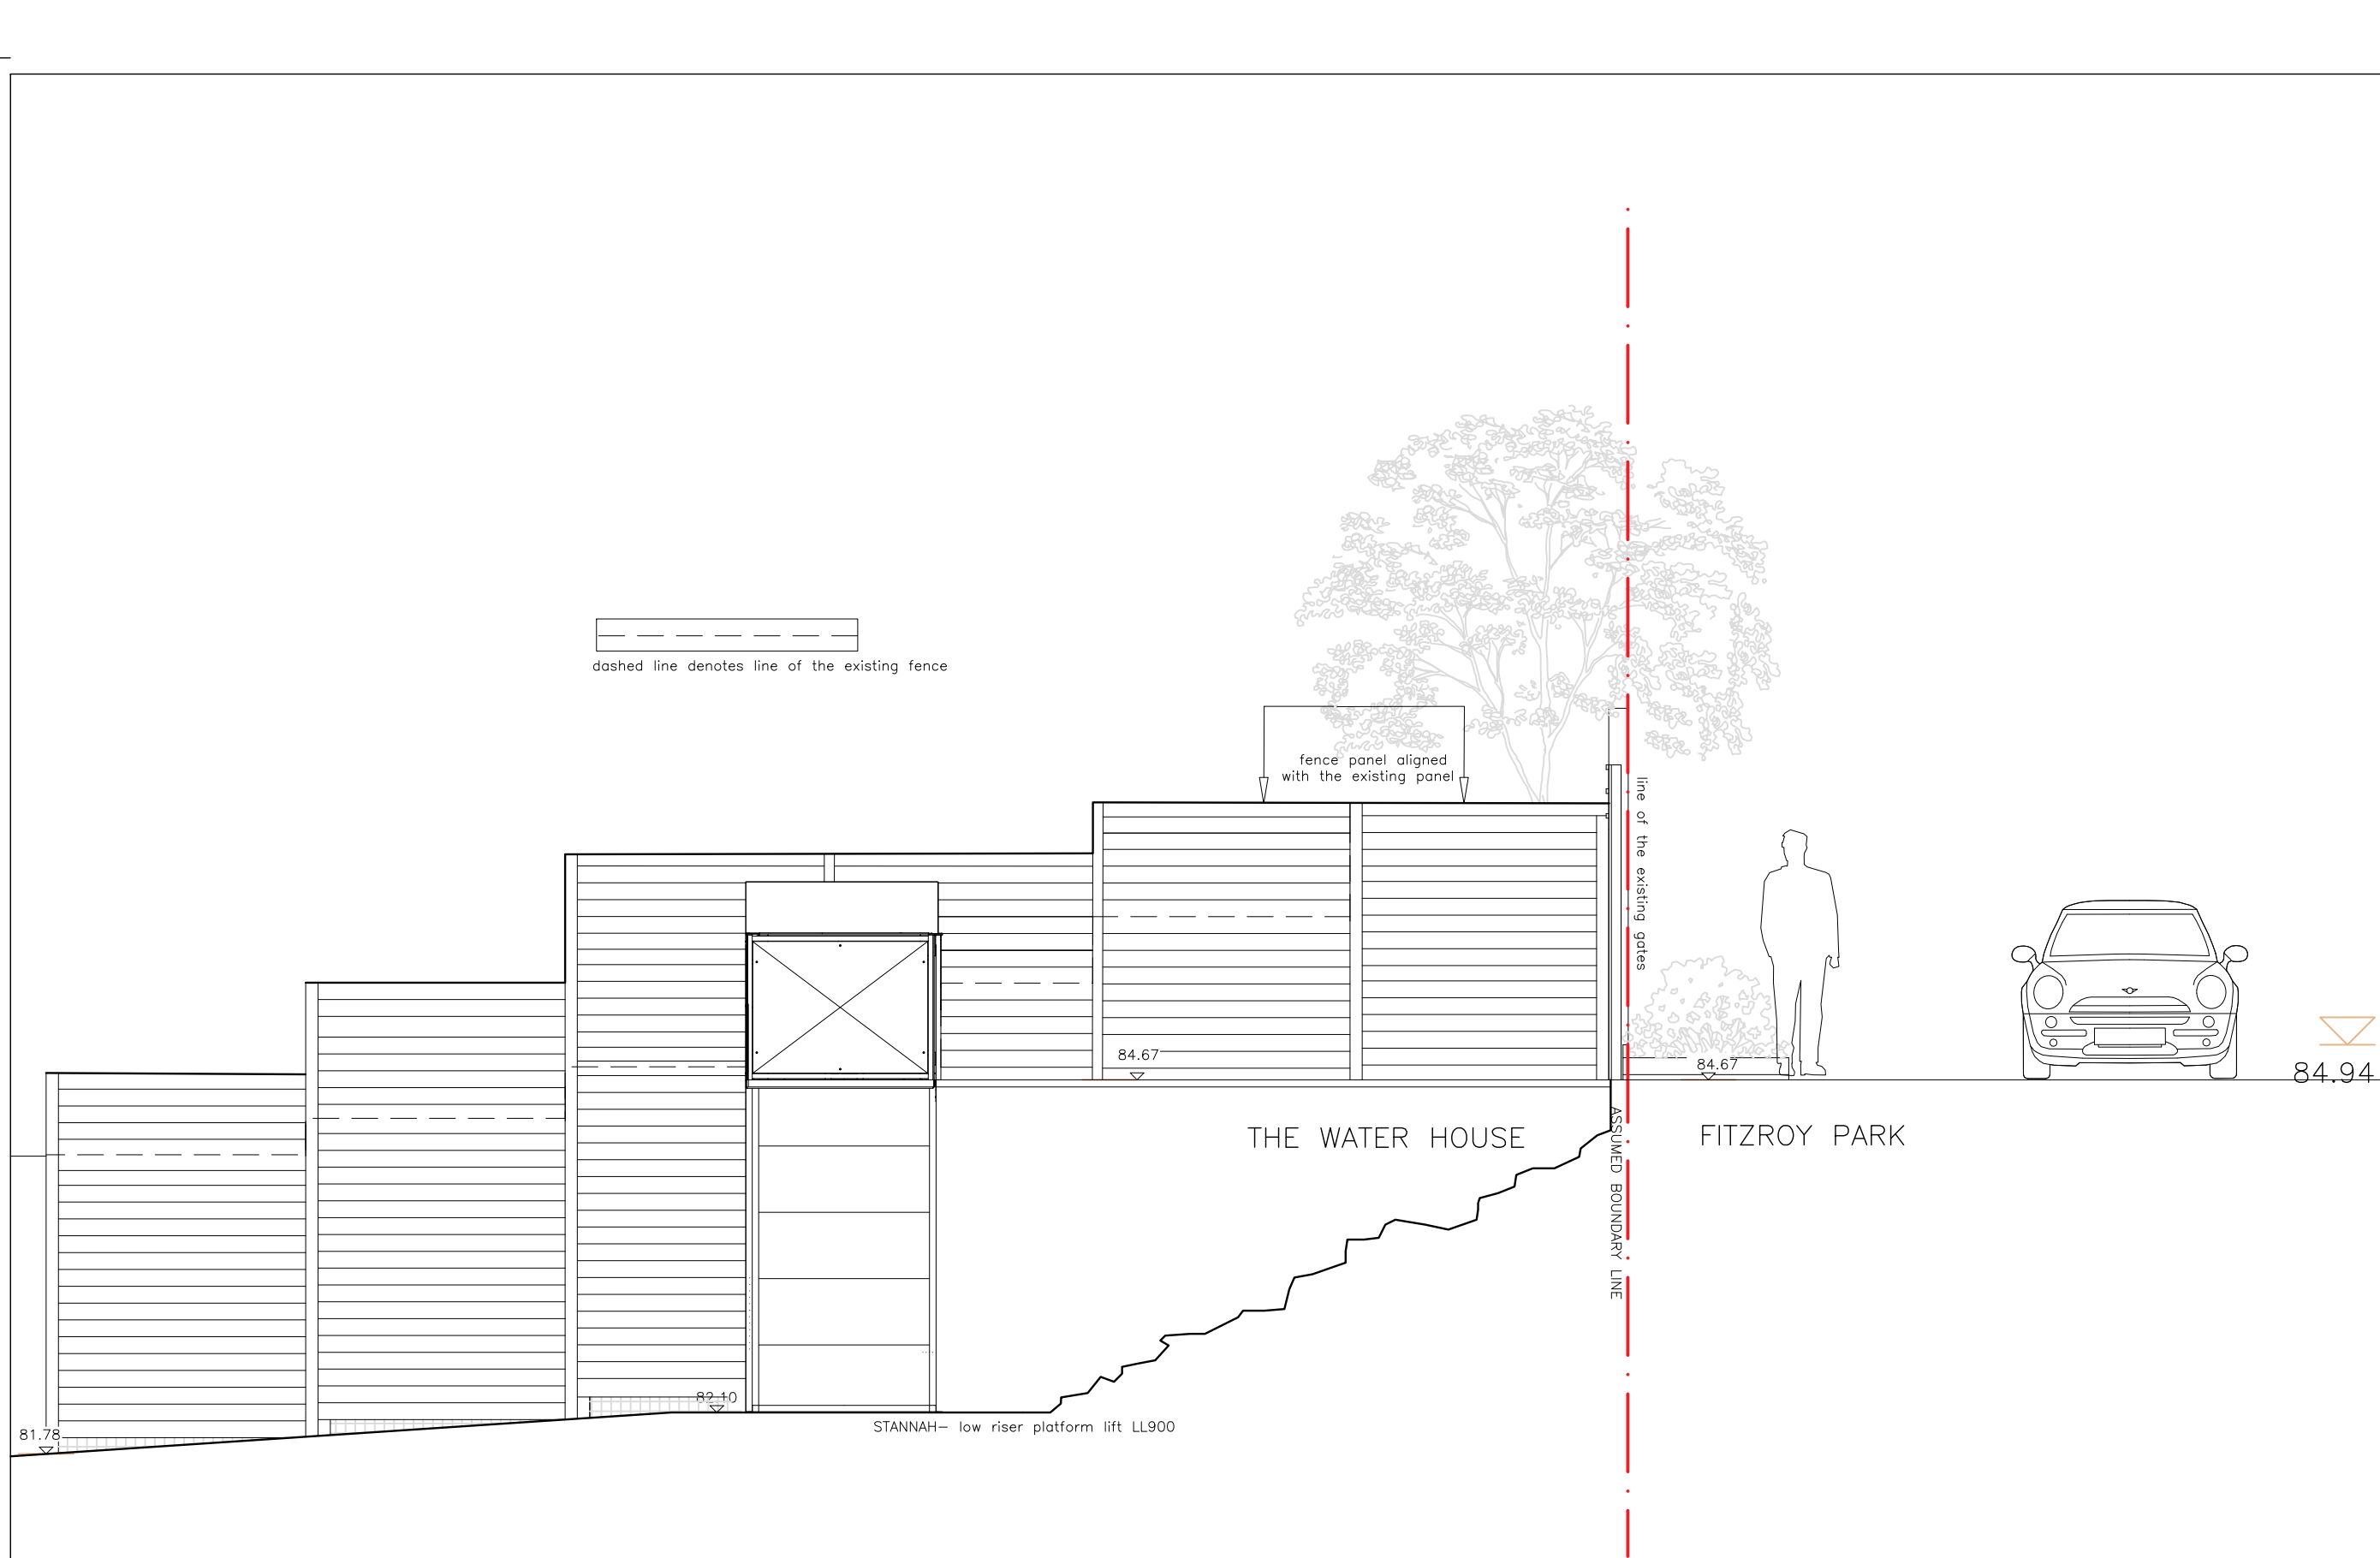 dashed line denotes line of the existing fence
fence panel aligned
with the existing panel
line of the existing gates
84.67
84.67
84.94
THE WATER HOUSE
FITZROY PARK
ASSUMED BOUNDARY LINE
82.10
STANNAH- low riser platform lift LL900
81.78